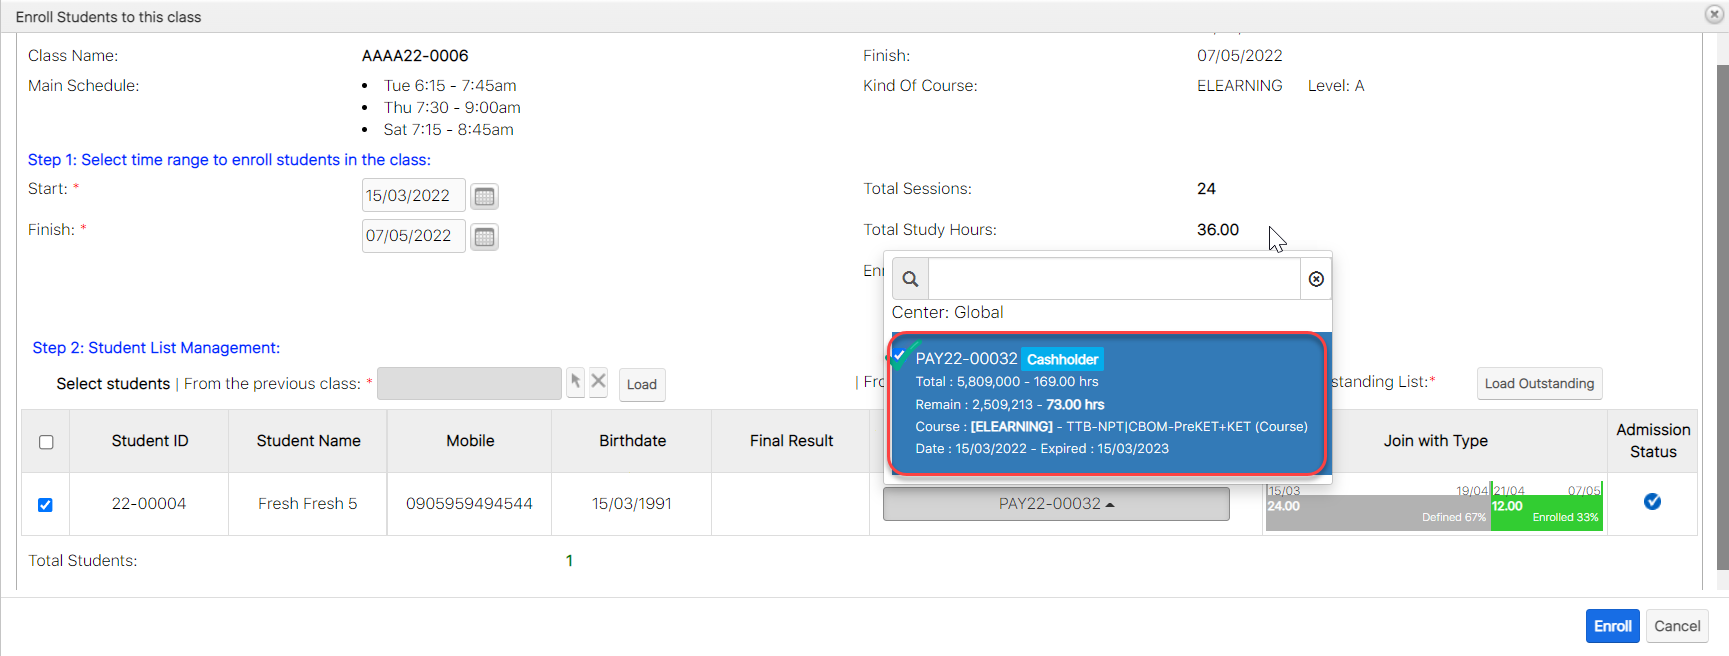 Enroll Students to this class
Class Name: AAAA22-0006 Finish: 07/05/2022
Main Schedule: • Tue 6:15 - 7:45am Kind Of Course: ELEARNING Level: A
• Thu 7:30 - 9:00am
• Sat 7:15 - 8:45am
Step 1: Select time range to enroll students in the class:
Start: * 15/03/2022 Total Sessions: 24
Finish: * 07/05/2022 Total Study Hours: 36.00
Center: Global
PAY22-00032 Cashholder
Total : 5,809,000 - 169.00 hrs
Remain : 2,509,213 - 73.00 hrs
Course : [ELEARNING] - TTB-NPT|CBOM-PreKET+KET (Course)
Date : 15/03/2022 - Expired : 15/03/2023
Step 2: Student List Management:
Select students | From the previous class: * Load | standing List:* Load Outstanding
Student ID Student Name Mobile Birthdate Final Result Join with Type Admission Status
22-00004 Fresh Fresh 5 0905959494544 15/03/1991 PAY22-00032
15/03 19/04 21/04 07/05
24.00 12.00
Defined 67% Enrolled 33%
Total Students: 1
Enroll Cancel